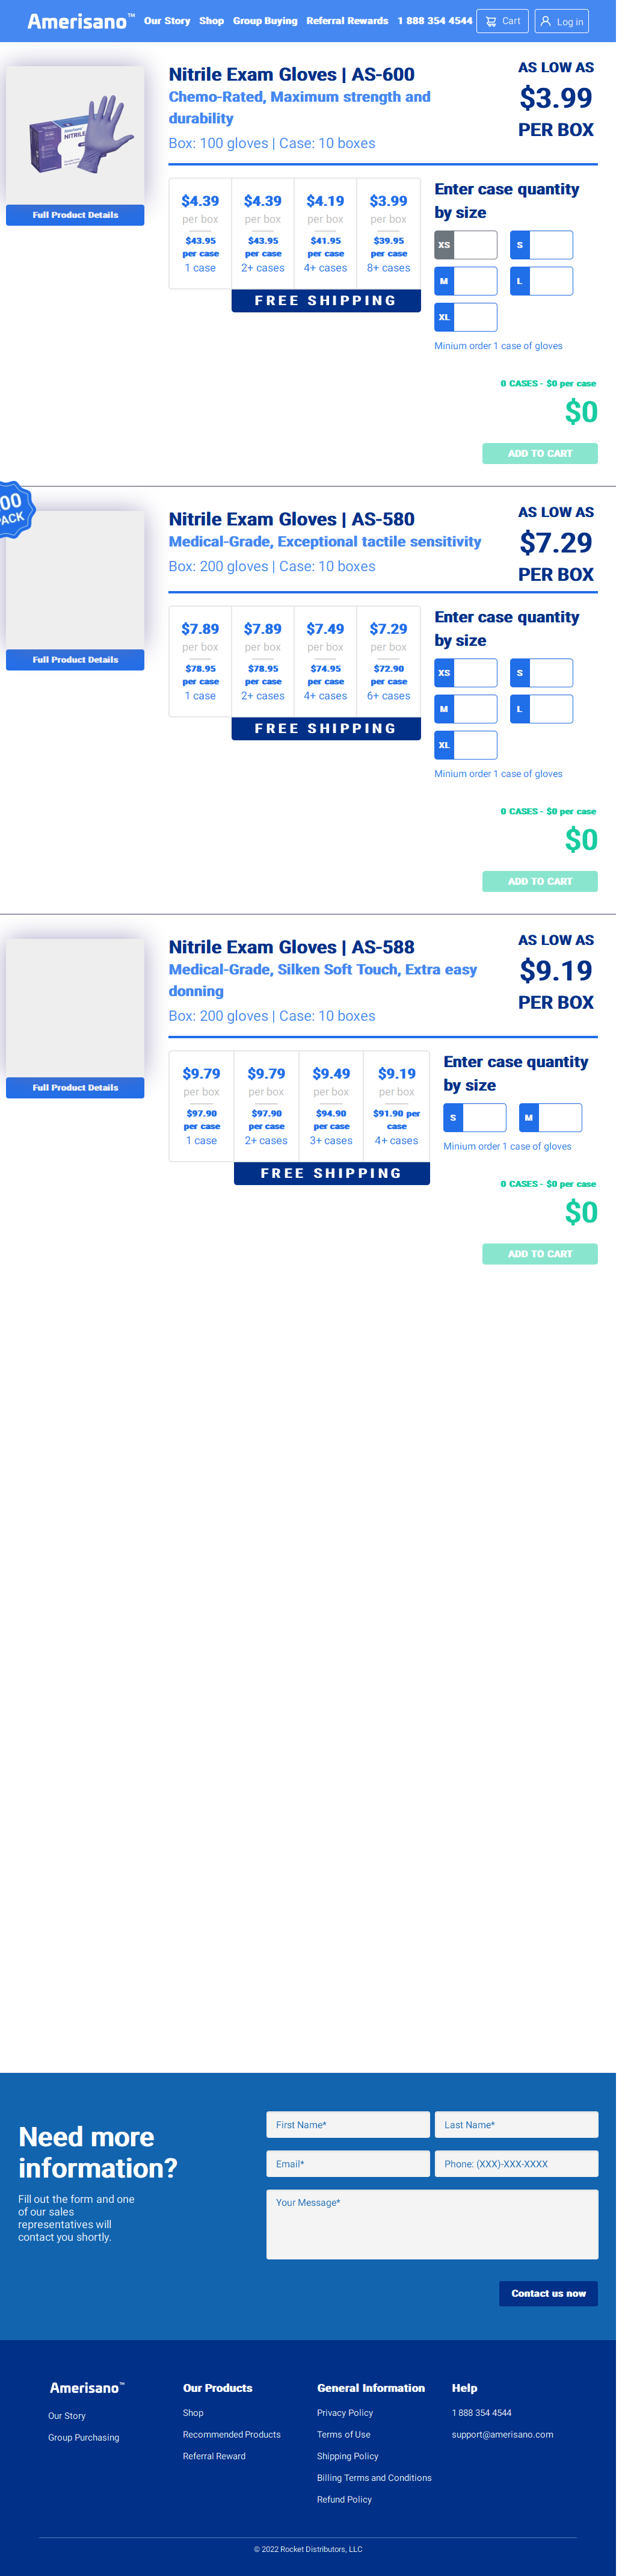 Amerisano™ Our Story Shop Group Buying Referral Rewards 1 888 354 4544 Cart Log in
Nitrile Exam Gloves | AS-600
Chemo-Rated, Maximum strength and
durability
Box: 100 gloves | Case: 10 boxes
AS LOW AS
$3.99
PER BOX
Full Product Details
$4.39 $4.39 $4.19 $3.99
per box per box per box per box
$43.95 $43.95 $41.95 $39.95
per case per case per case per case
1 case 2+ cases 4+ cases 8+ cases
FREE SHIPPING
Enter case quantity
by size
XS S
M L
XL
Minium order 1 case of gloves
0 CASES - $0 per case
$0
ADD TO CART
00
PACK
Nitrile Exam Gloves | AS-580
Medical-Grade, Exceptional tactile sensitivity
Box: 200 gloves | Case: 10 boxes
AS LOW AS
$7.29
PER BOX
Full Product Details
$7.89 $7.89 $7.49 $7.29
per box per box per box per box
$78.95 $78.95 $74.95 $72.90
per case per case per case per case
1 case 2+ cases 4+ cases 6+ cases
FREE SHIPPING
Enter case quantity
by size
XS S
M L
XL
Minium order 1 case of gloves
0 CASES - $0 per case
$0
ADD TO CART
Nitrile Exam Gloves | AS-588
Medical-Grade, Silken Soft Touch, Extra easy
donning
Box: 200 gloves | Case: 10 boxes
AS LOW AS
$9.19
PER BOX
Full Product Details
$9.79 $9.79 $9.49 $9.19
per box per box per box per box
$97.90 $97.90 $94.90 $91.90 per
per case per case per case case
1 case 2+ cases 3+ cases 4+ cases
FREE SHIPPING
Enter case quantity
by size
S M
Minium order 1 case of gloves
0 CASES - $0 per case
$0
ADD TO CART
Need more
information?
Fill out the form and one
of our sales
representatives will
contact you shortly.
First Name* Last Name*
Email* Phone: (XXX)-XXX-XXXX
Your Message*
Contact us now
Amerisano™
Our Story
Group Purchasing
Our Products
Shop
Recommended Products
Referral Reward
General Information
Privacy Policy
Terms of Use
Shipping Policy
Billing Terms and Conditions
Refund Policy
Help
1 888 354 4544
support@amerisano.com
© 2022 Rocket Distributors, LLC